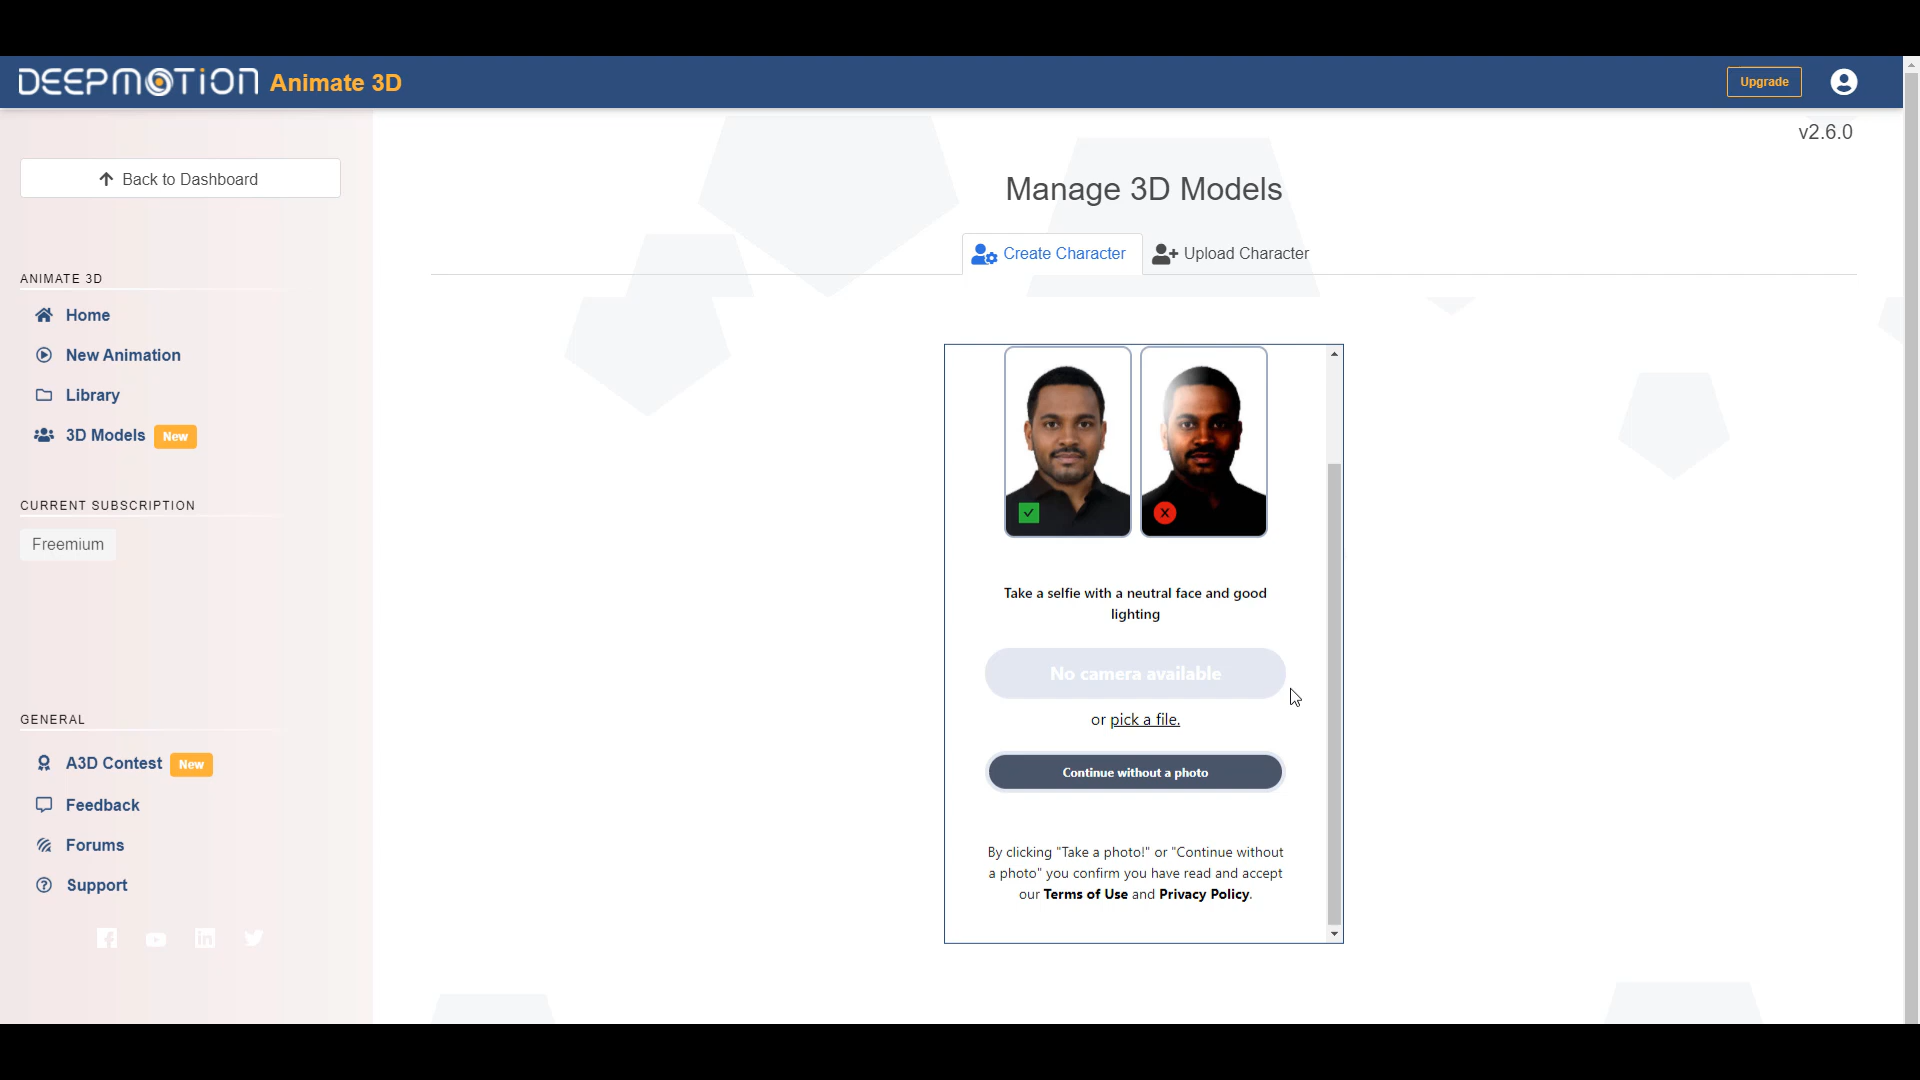 DEEPMOTION Animate 3D
Upgrade
v2.6.0
Back to Dashboard
Manage 3D Models
Create Character
Upload Character
ANIMATE 3D
Home
New Animation
Library
3D Models New
CURRENT SUBSCRIPTION
Freemium
Take a selfie with a neutral face and good
lighting
No camera available
or pick a file.
Continue without a photo
By clicking "Take a photo!" or "Continue without
a photo" you confirm you have read and accept
our Terms of Use and Privacy Policy.
GENERAL
A3D Contest New
Feedback
Forums
Support